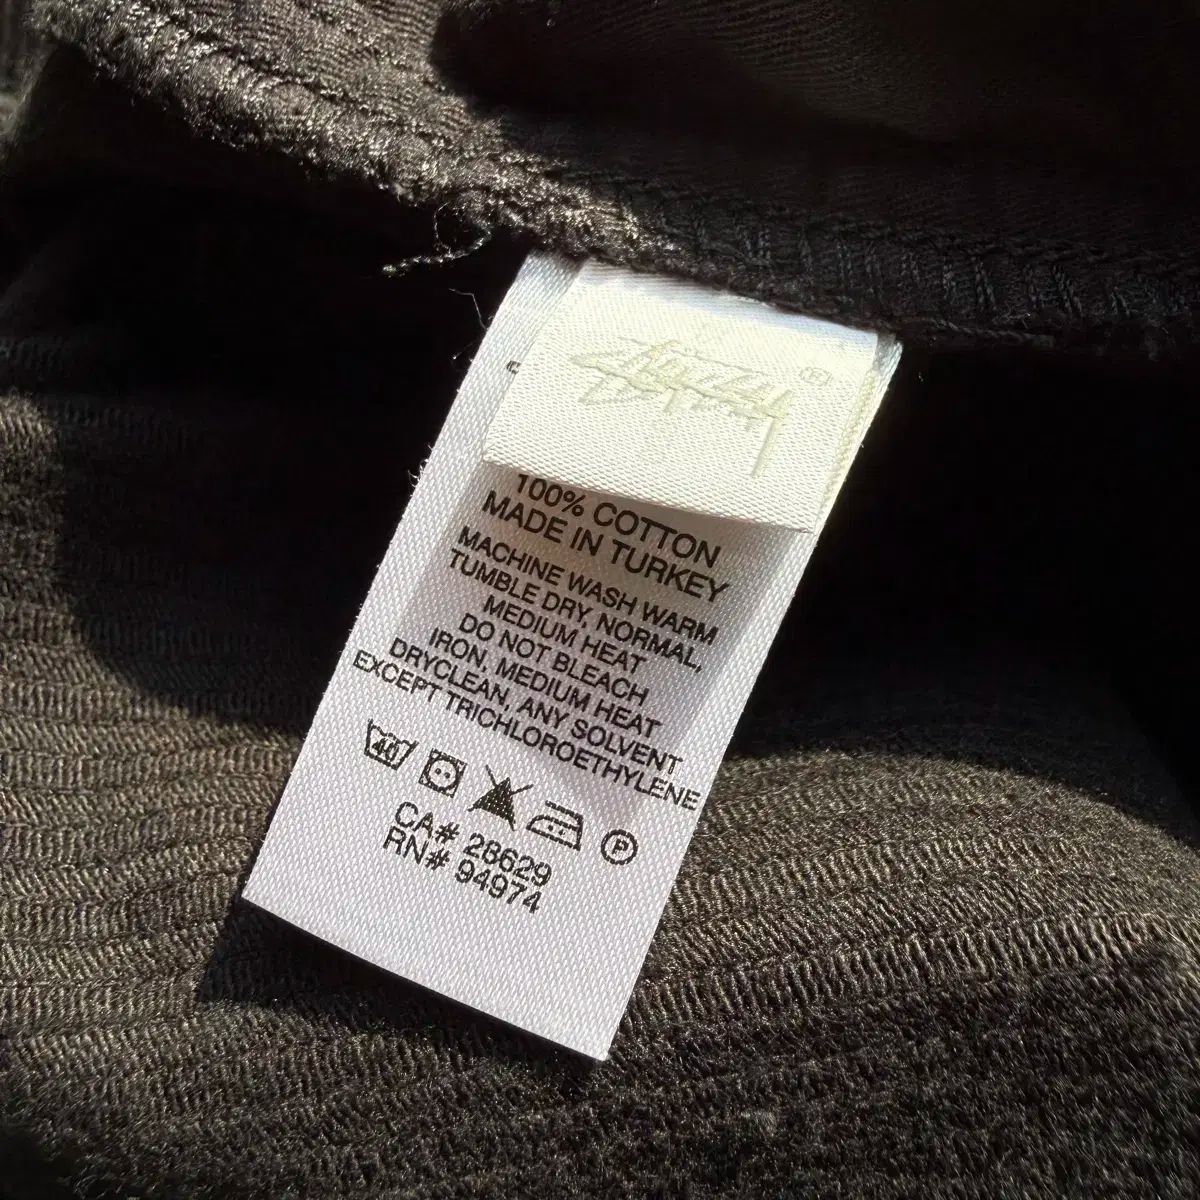 Stüssy ®
100% COTTON
MADE IN TURKEY
MACHINE WASH WARM
TUMBLE DRY, NORMAL,
MEDIUM HEAT
DO NOT BLEACH
IRON, MEDIUM HEAT
DRYCLEAN, ANY SOLVENT
EXCEPT TRICHLOROETHYLENE
40 P
CA# 28629
RN# 94974